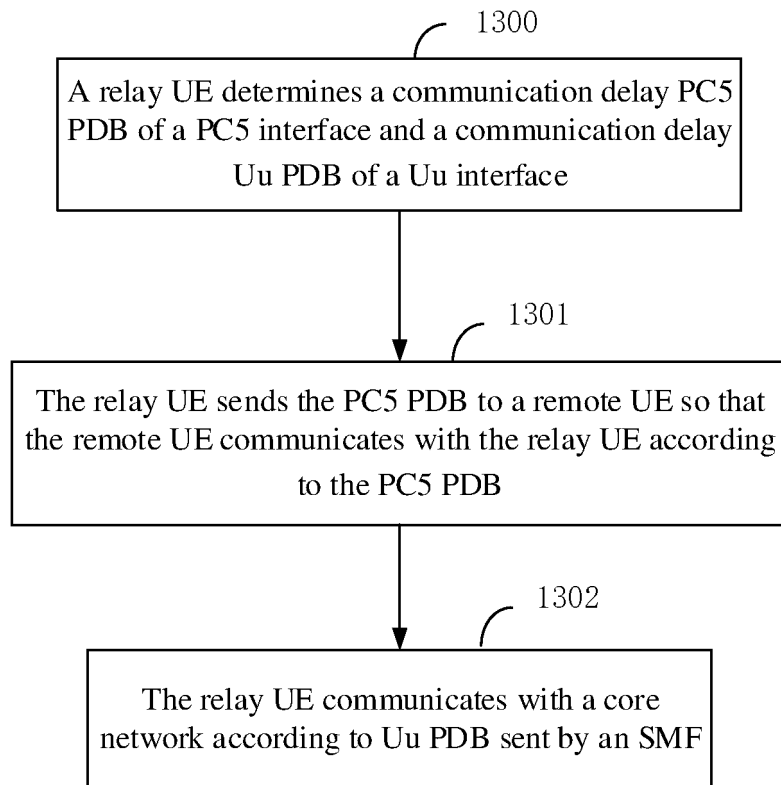 1300
A relay UE determines a communication delay PC5
PDB of a PC5 interface and a communication delay
Uu PDB of a Uu interface
1301
The relay UE sends the PC5 PDB to a remote UE so that
the remote UE communicates with the relay UE according
to the PC5 PDB
1302
The relay UE communicates with a core
network according to Uu PDB sent by an SMF